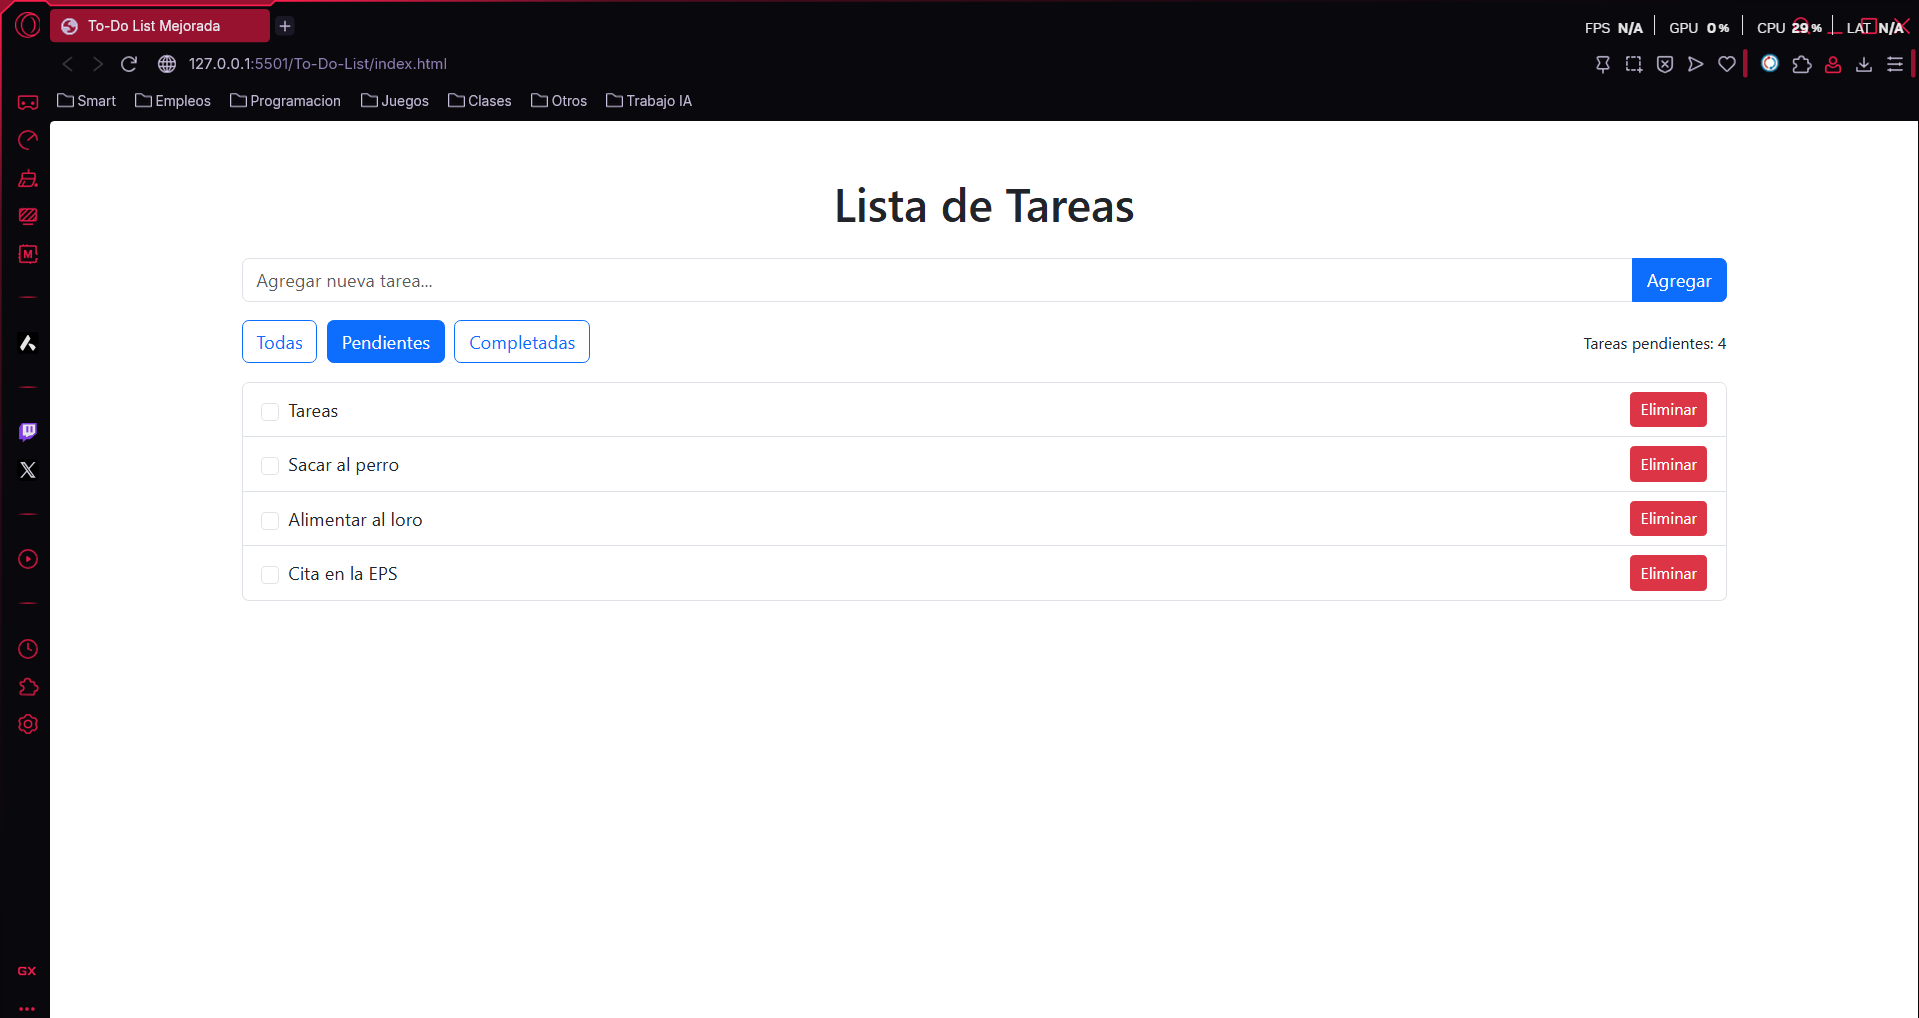 To-Do List Mejorada
FPS N/A GPU 0% CPU 29% LAT N/A
127.0.0.1:5501/To-Do-List/index.html
Smart Empleos Programacion Juegos Clases Otros Trabajo IA
M
Lista de Tareas
Agregar nueva tarea... Agregar
Todas Pendientes Completadas Tareas pendientes: 4
Tareas Eliminar
Sacar al perro Eliminar
Alimentar al loro Eliminar
Cita en la EPS Eliminar
GX